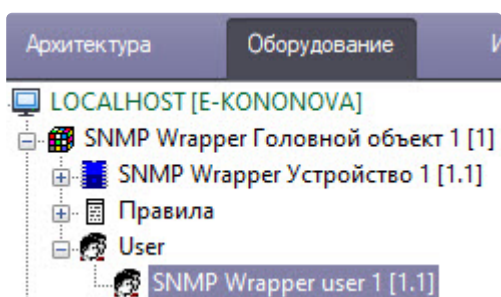 Архитектура Оборудование И
LOCALHOST [E-KONONOVA]
SNMP Wrapper Головной объект 1 [1]
SNMP Wrapper Устройство 1 [1.1]
Правила
User
SNMP Wrapper user 1 [1.1]